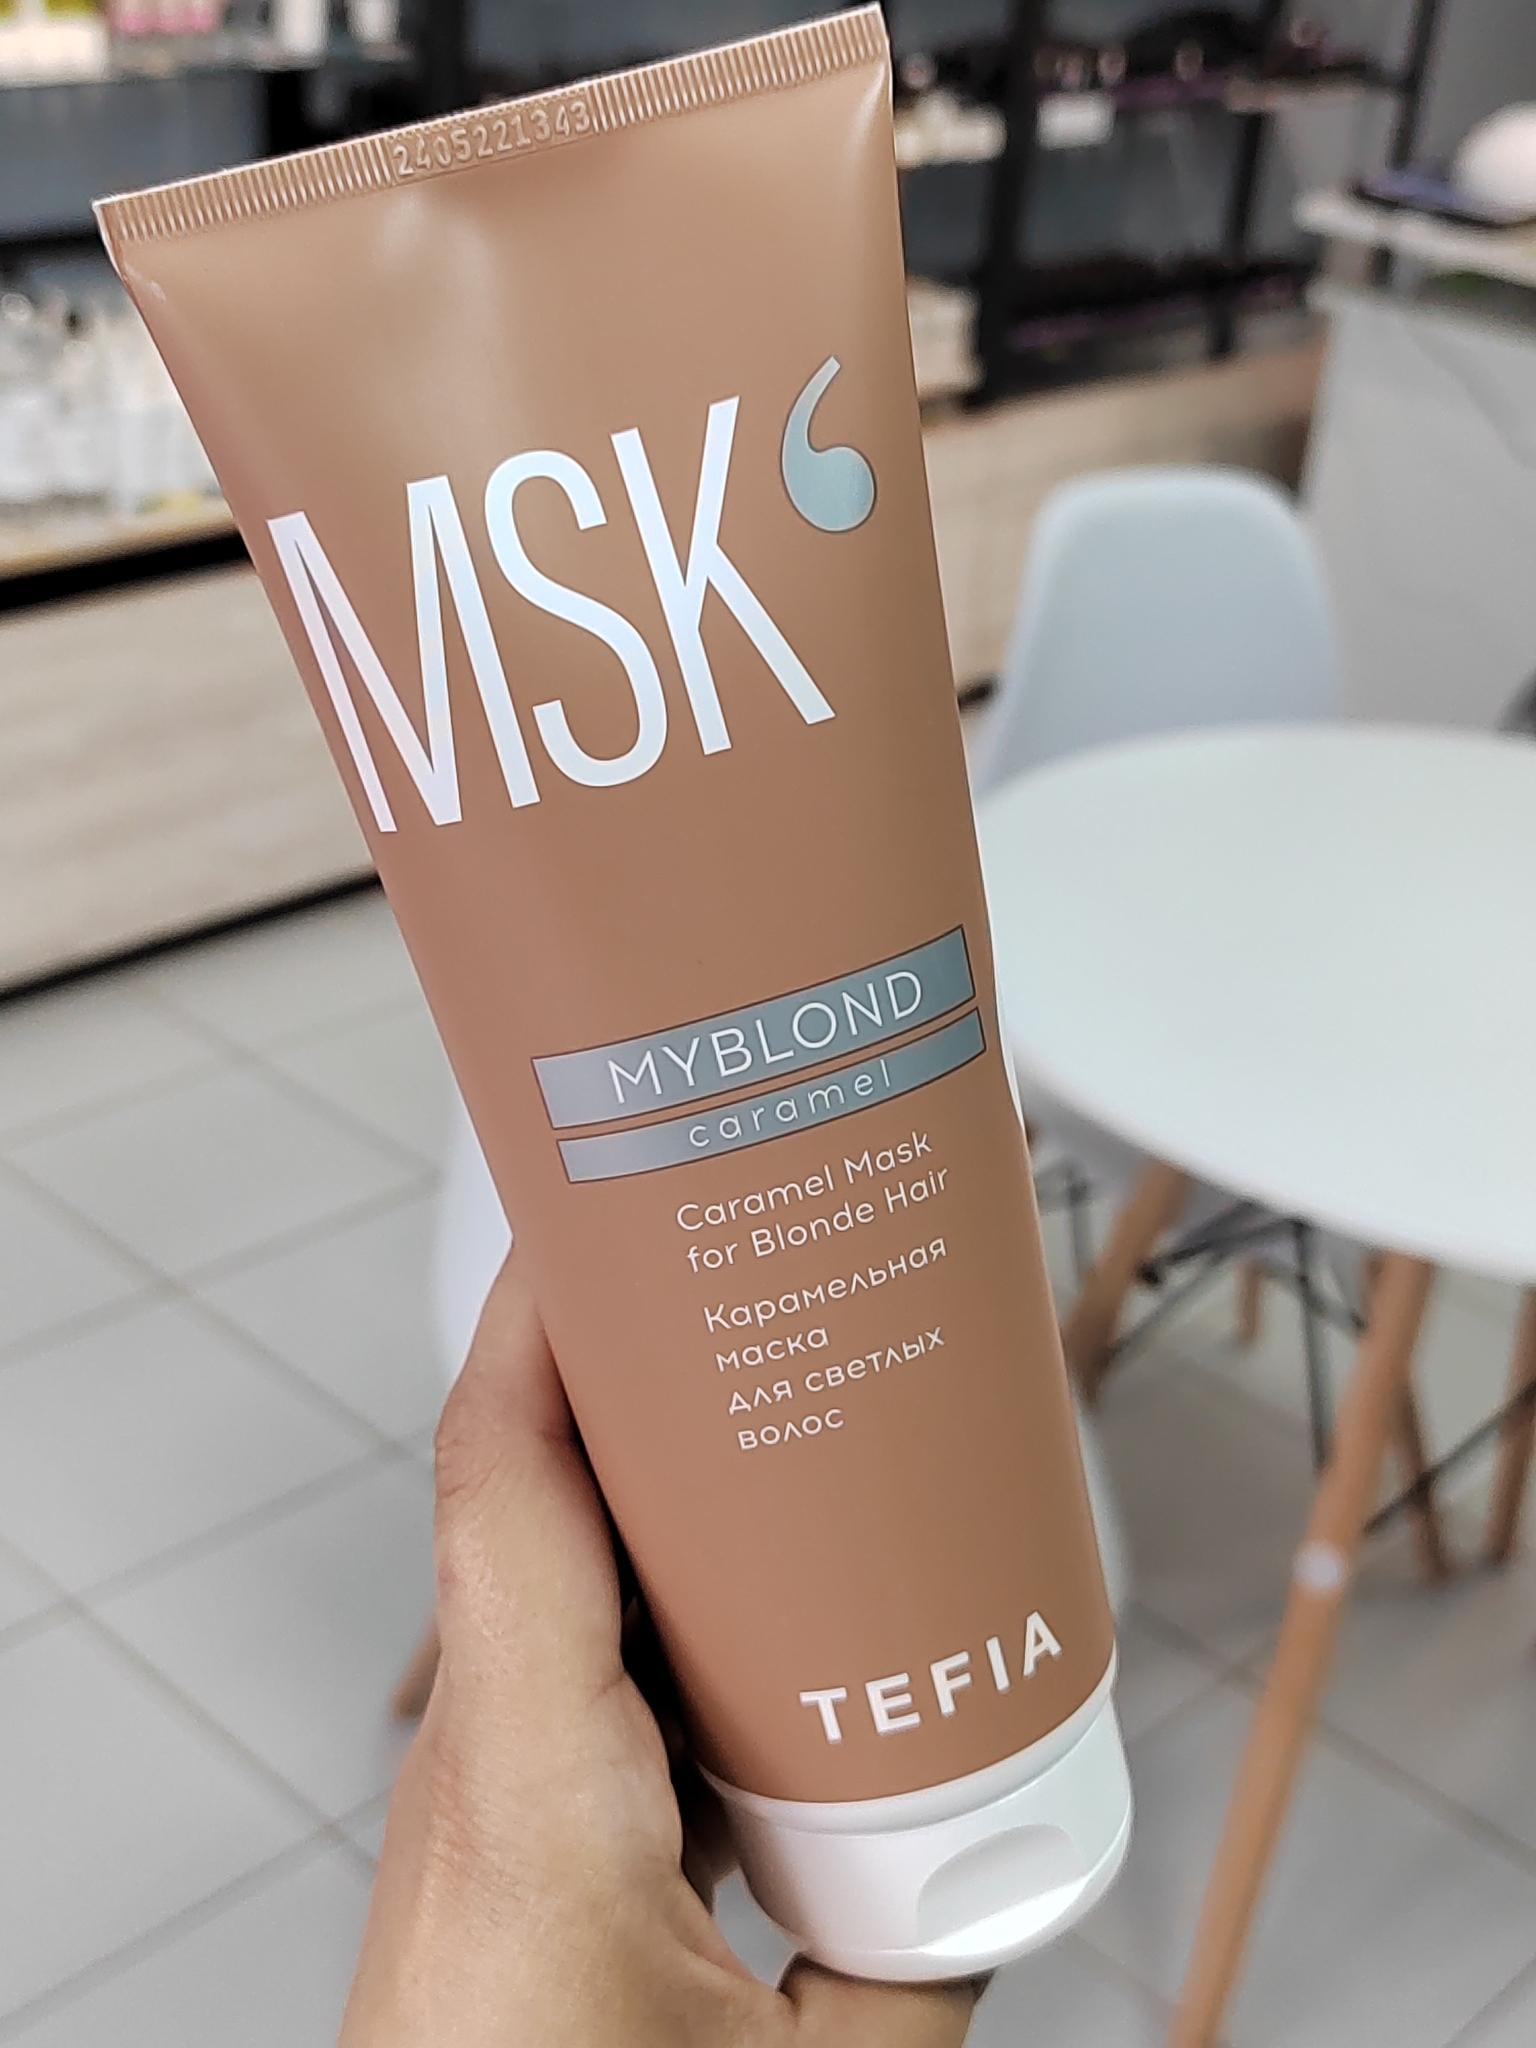 2405221343
MSK‘
MYBLOND
caramel
Caramel Mask
for Blonde Hair
Карамельная
маска
для светлых
волос
TEFIA